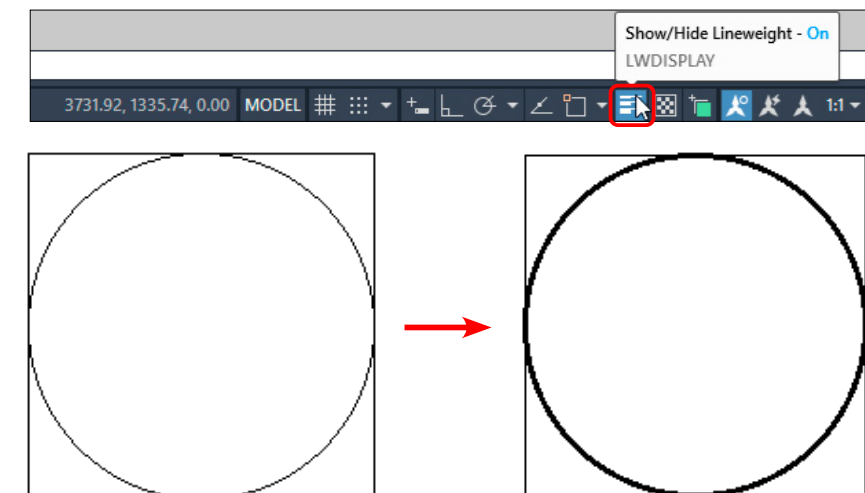 Show/Hide Lineweight - On
LWDISPLAY
3731.92, 1335.74, 0.00 MODEL 1:1